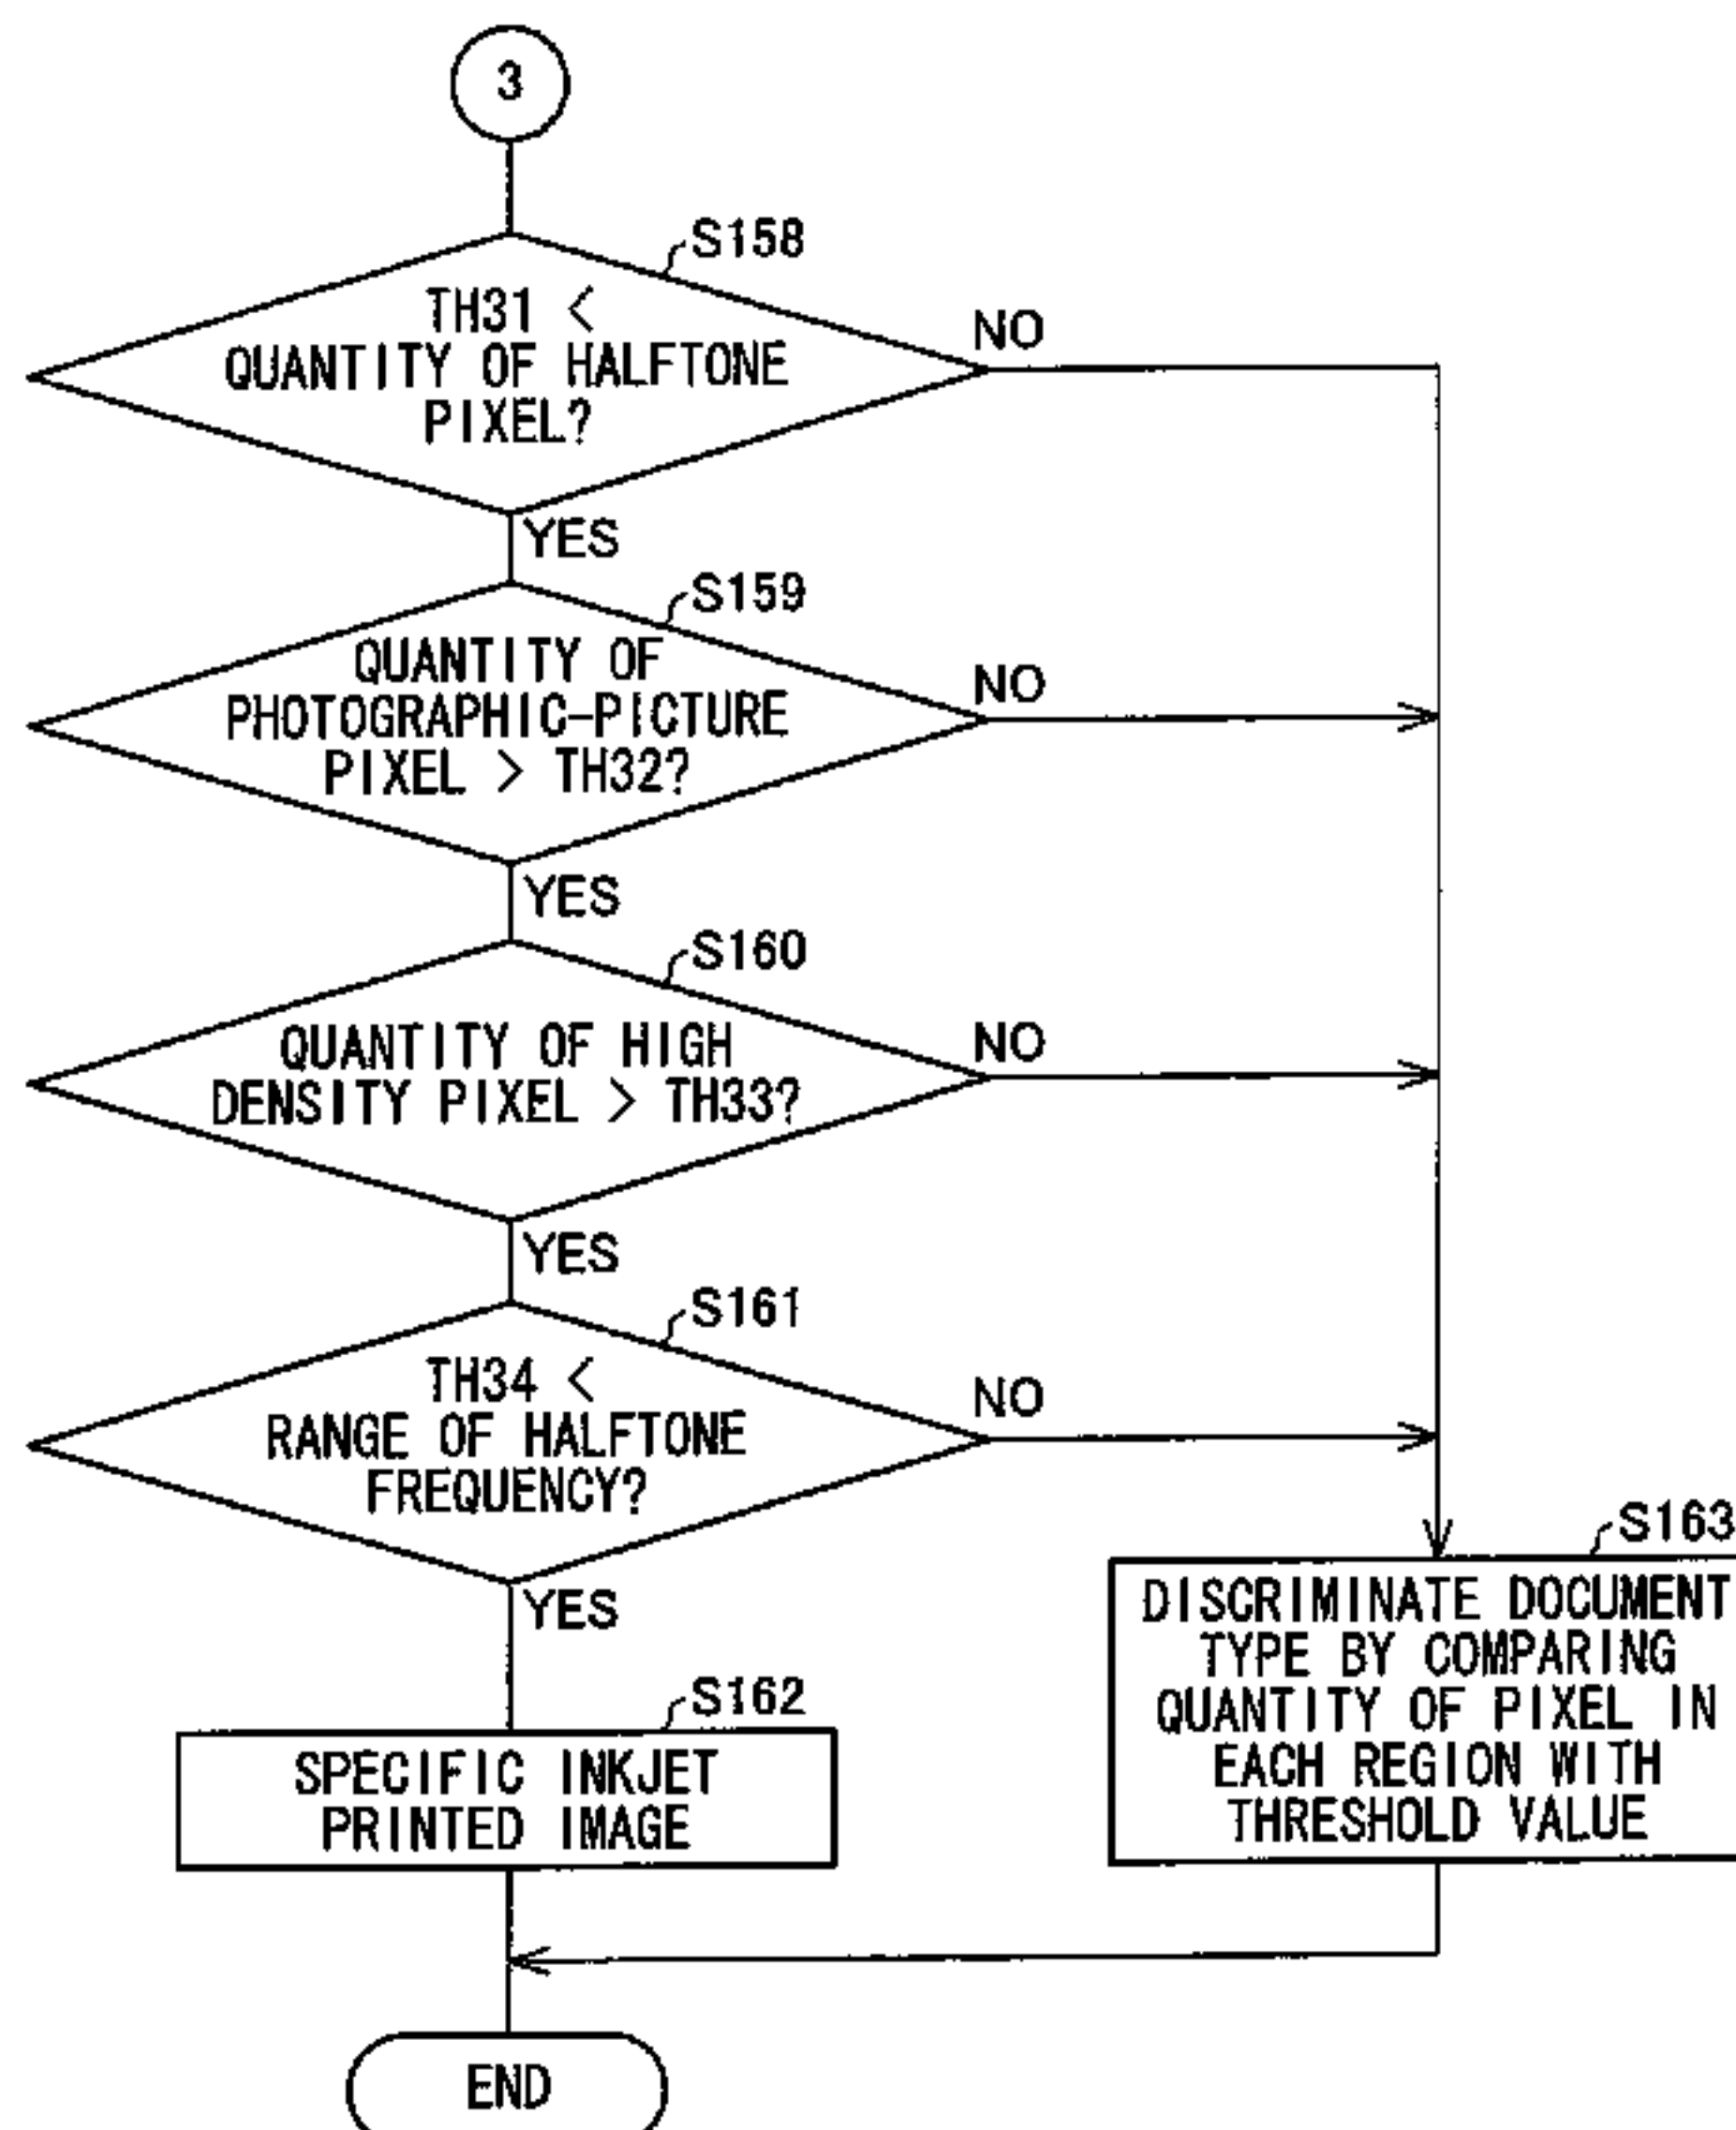 3
S158
TH31 <
QUANTITY OF HALFTONE
PIXEL?
NO
YES
S159
QUANTITY OF
PHOTOGRAPHIC-PICTURE
PIXEL > TH32?
NO
YES
S160
QUANTITY OF HIGH
DENSITY PIXEL > TH33?
NO
YES
S161
TH34 <
RANGE OF HALFTONE
FREQUENCY?
NO
YES
S163
DISCRIMINATE DOCUMENT
TYPE BY COMPARING
QUANTITY OF PIXEL IN
EACH REGION WITH
THRESHOLD VALUE
S162
SPECIFIC INKJET
PRINTED IMAGE
END